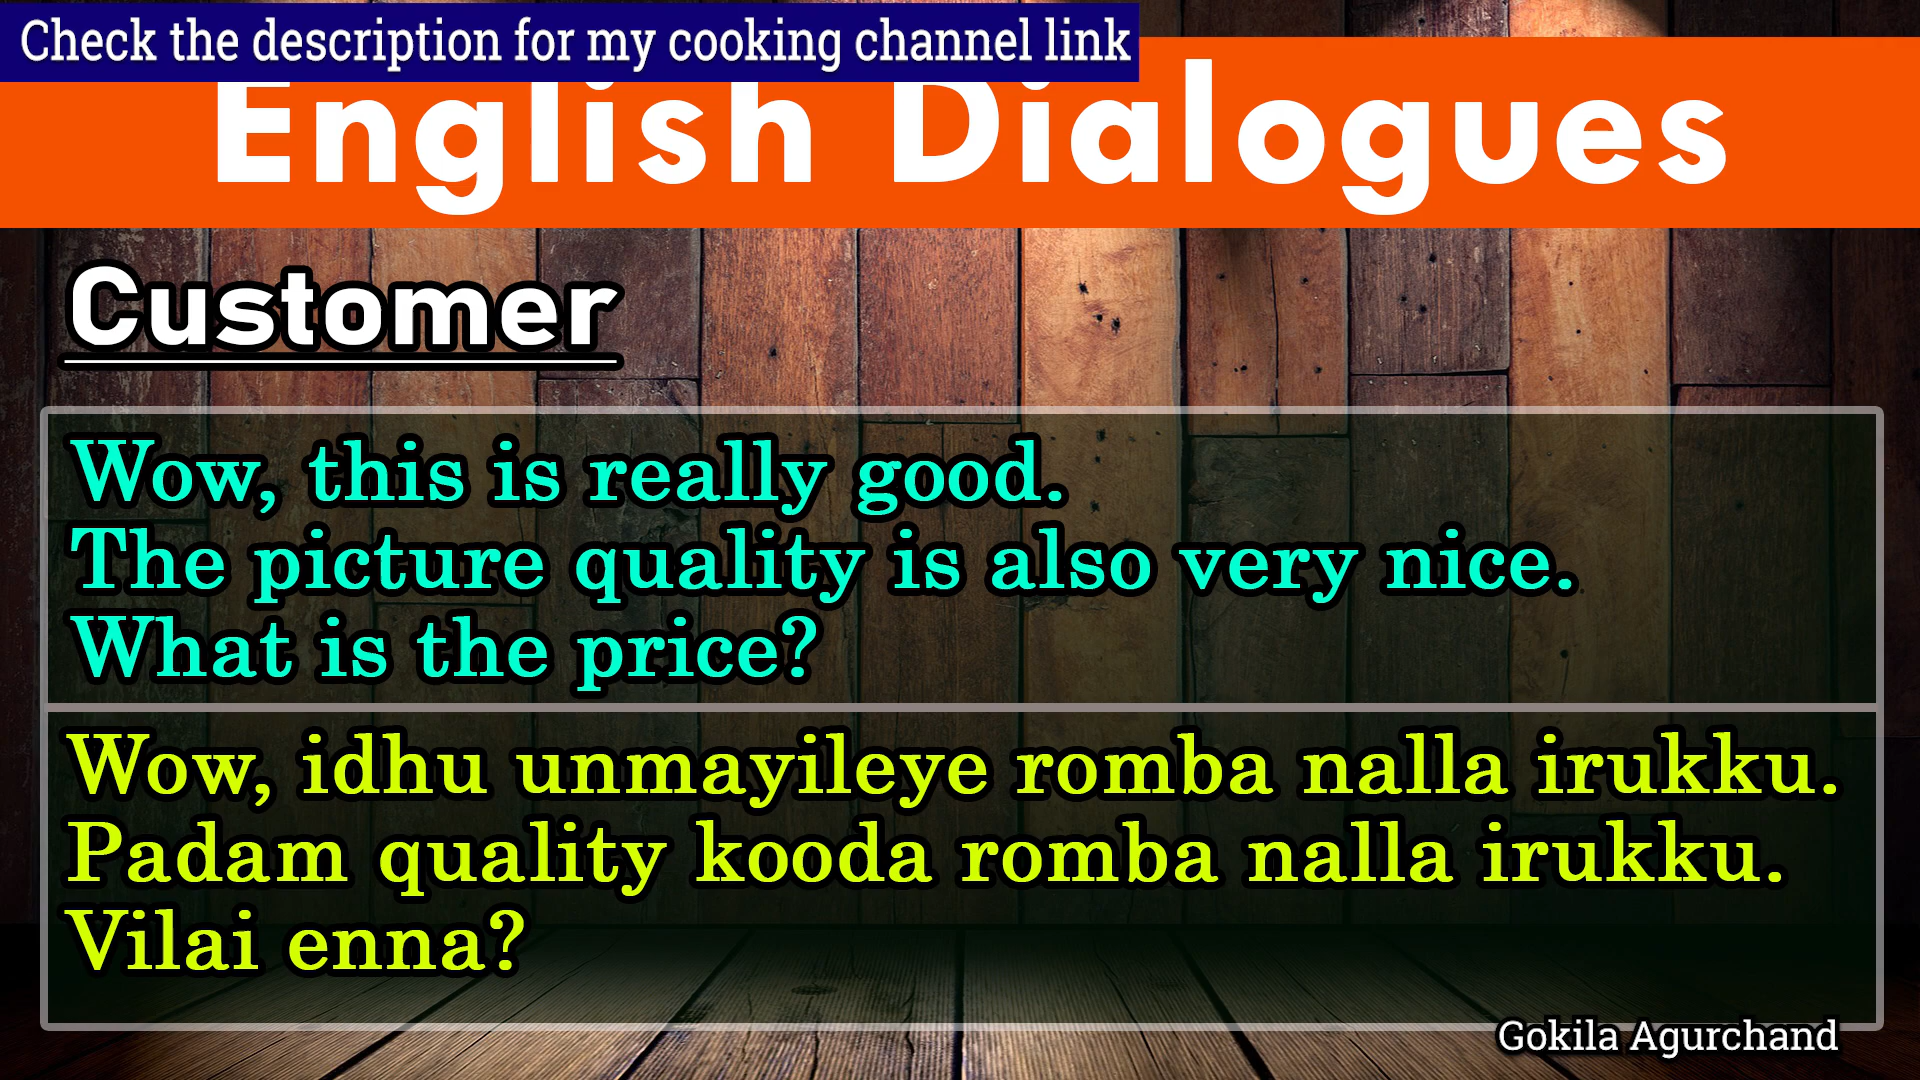 Check the description for my cooking channel link
English Dialogues
Customer
Wow, this is really good.
The picture quality is also very nice.
What is the price?
Wow, idhu unmayileye romba nalla irukku.
Padam quality kooda romba nalla irukku.
Vilai enna?
Gokila Agurchand